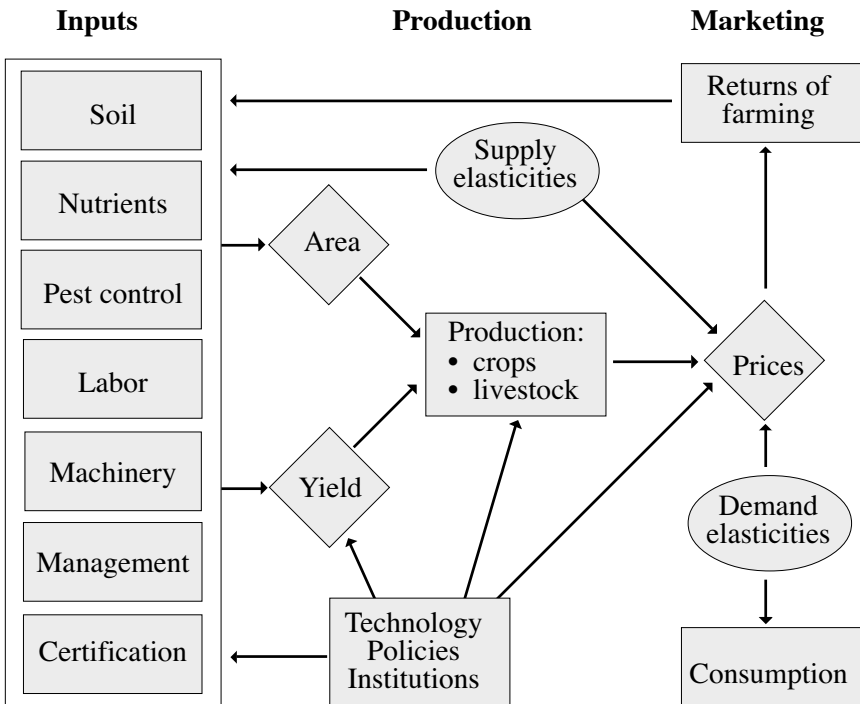 Inputs
Production
Marketing
Soil
Nutrients
Pest control
Labor
Machinery
Management
Certification
Supply
elasticities
Area
Yield
Production:
• crops
• livestock
Technology
Policies
Institutions
Returns of
farming
Prices
Demand
elasticities
Consumption